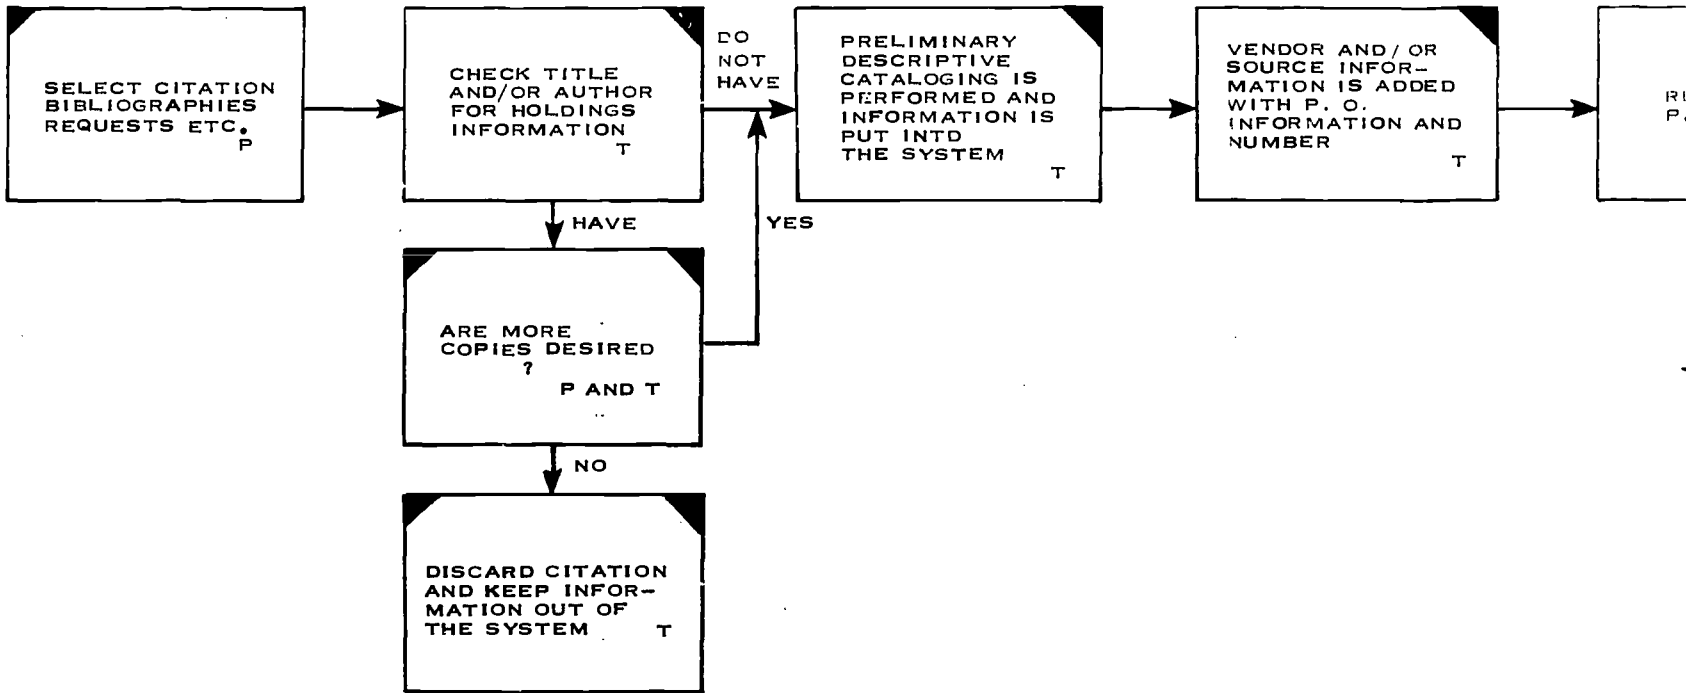 SELECT CITATION
BIBLIOGRAPHIES
REQUESTS ETC.
P
CHECK TITLE
AND/OR AUTHOR
FOR HOLDINGS
INFORMATION
T
DO
NOT
HAVE
PRELIMINARY
DESCRIPTIVE
CATALOGING IS
PERFORMED AND
INFORMATION IS
PUT INTO
THE SYSTEM
T
VENDOR AND/OR
SOURCE INFOR-
MATION IS ADDED
WITH P. O.
INFORMATION AND
NUMBER
T
P.
HAVE
YES
ARE MORE
COPIES DESIRED
?
P AND T
NO
DISCARD CITATION
AND KEEP INFOR-
MATION OUT OF
THE SYSTEM T